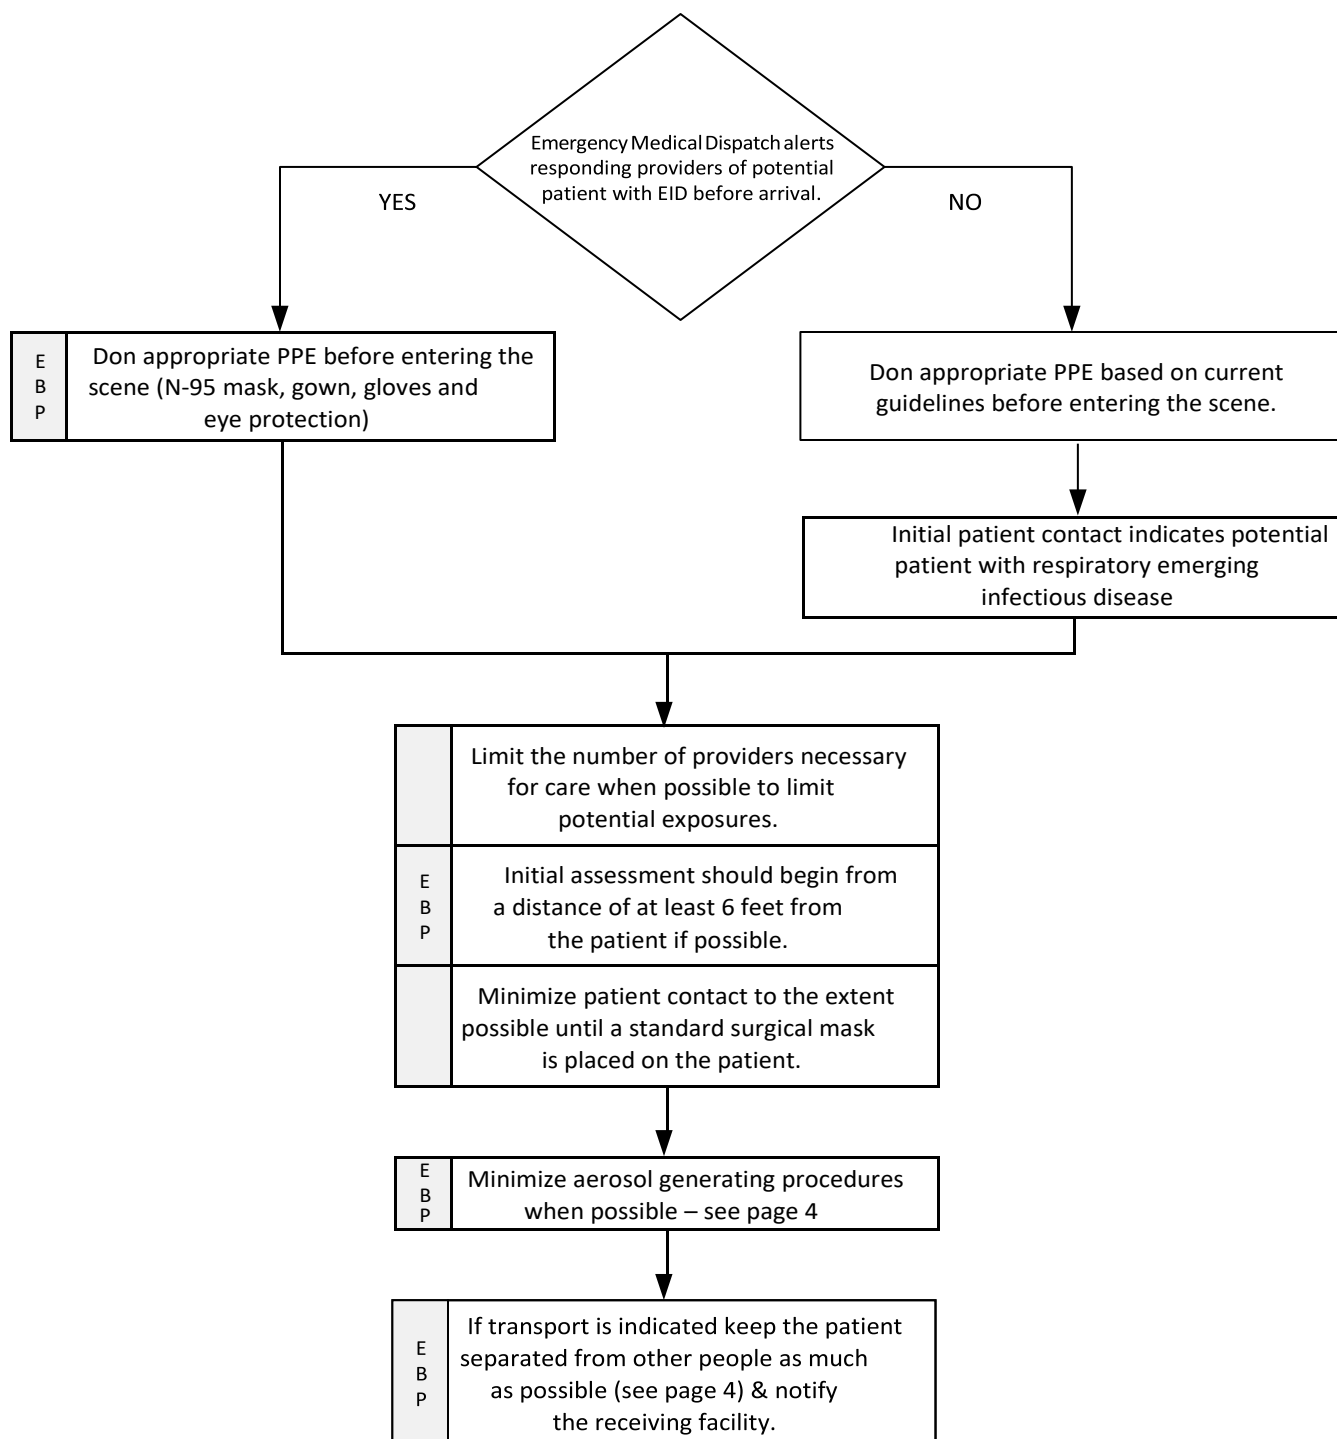 Emergency Medical Dispatch alerts
responding providers of potential
patient with EID before arrival.
YES
NO
E
B
P
Don appropriate PPE before entering the
scene (N-95 mask, gown, gloves and
eye protection)
Don appropriate PPE based on current
guidelines before entering the scene.
Initial patient contact indicates potential
patient with respiratory emerging
infectious disease
Limit the number of providers necessary
for care when possible to limit
potential exposures.
E
B
P
Initial assessment should begin from
a distance of at least 6 feet from
the patient if possible.
Minimize patient contact to the extent
possible until a standard surgical mask
is placed on the patient.
E
B
P
Minimize aerosol generating procedures
when possible – see page 4
E
B
P
If transport is indicated keep the patient
separated from other people as much
as possible (see page 4) & notify
the receiving facility.